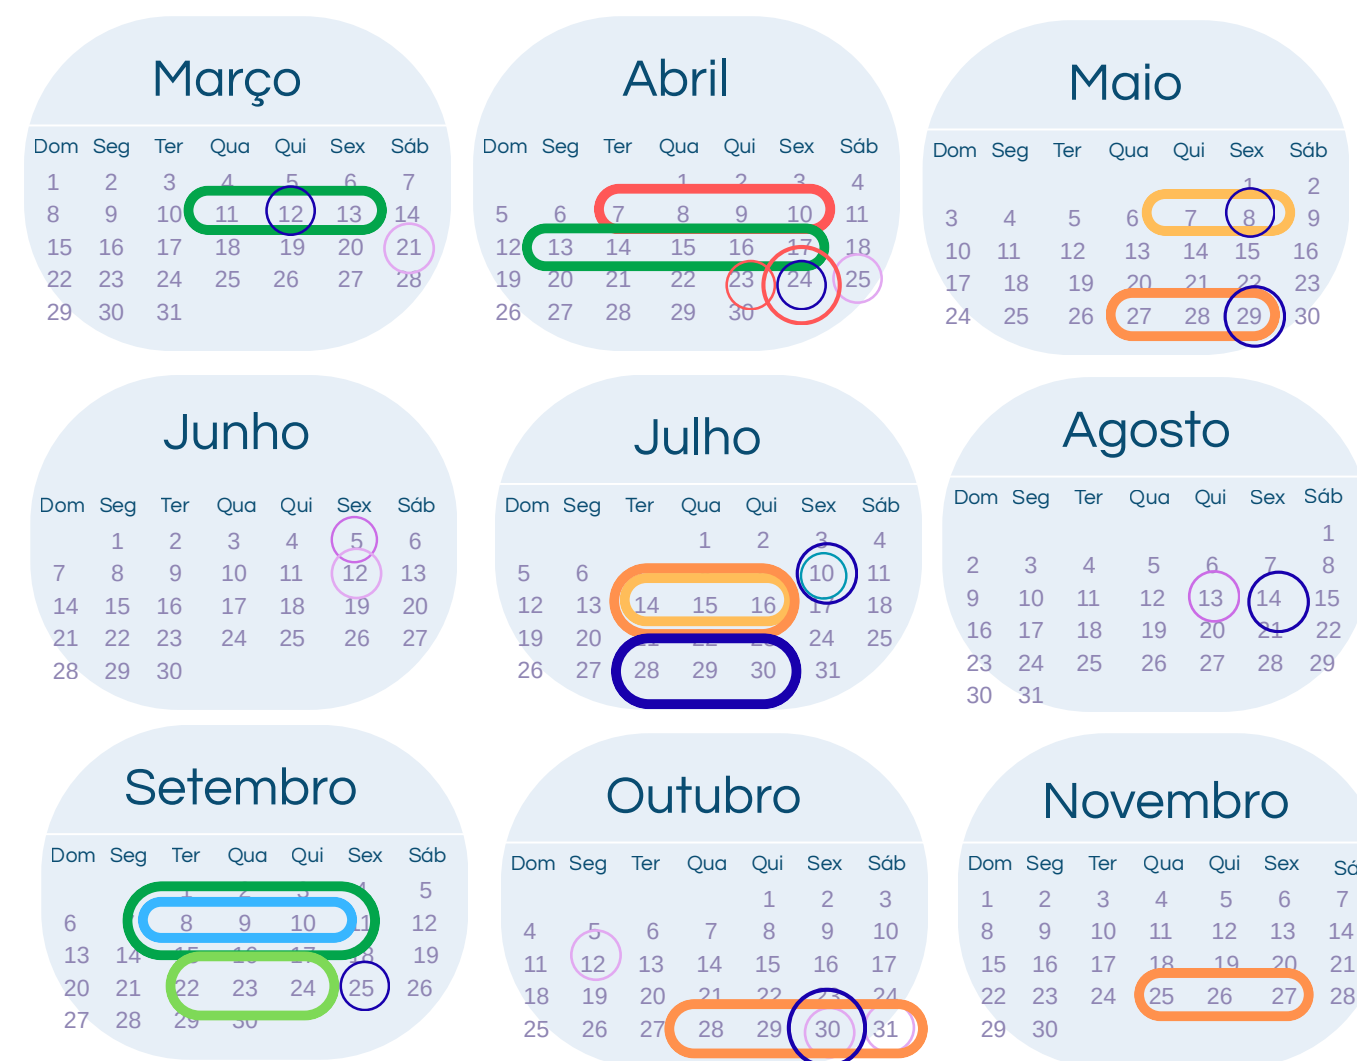 Março
Dom Seg Ter Qua Qui Sex Sáb
1 2 3 4 5 6 7
8 9 10 11 12 13 14
15 16 17 18 19 20 21
22 23 24 25 26 27 28
29 30 31
Abril
Dom Seg Ter Qua Qui Sex Sáb
1 2 3 4
5 6 7 8 9 10 11
12 13 14 15 16 17 18
19 20 21 22 23 24 25
26 27 28 29 30
Maio
Dom Seg Ter Qua Qui Sex Sáb
1 2
3 4 5 6 7 8 9
10 11 12 13 14 15 16
17 18 19 20 21 22 23
24 25 26 27 28 29 30
Junho
Dom Seg Ter Qua Qui Sex Sáb
1 2 3 4 5 6
7 8 9 10 11 12 13
14 15 16 17 18 19 20
21 22 23 24 25 26 27
28 29 30
Julho
Dom Seg Ter Qua Qui Sex Sáb
1 2 3 4
5 6 10 11
12 13 14 15 16 17 18
19 20 21 22 23 24 25
26 27 28 29 30 31
Agosto
Dom Seg Ter Qua Qui Sex Sáb
1
2 3 4 5 6 7 8
9 10 11 12 13 14 15
16 17 18 19 20 21 22
23 24 25 26 27 28 29
30 31
Setembro
Dom Seg Ter Qua Qui Sex Sáb
1 2 3 4 5
6 8 9 10 11 12
13 14 15 16 17 18 19
20 21 22 23 24 25 26
27 28 29 30
Outubro
Dom Seg Ter Qua Qui Sex Sáb
1 2 3
4 5 6 7 8 9 10
11 12 13 14 15 16 17
18 19 20 21 22 23 24
25 26 27 28 29 30 31
Novembro
Dom Seg Ter Qua Qui Sex Sá
1 2 3 4 5 6 7
8 9 10 11 12 13 14
15 16 17 18 19 20 21
22 23 24 25 26 27 28
29 30